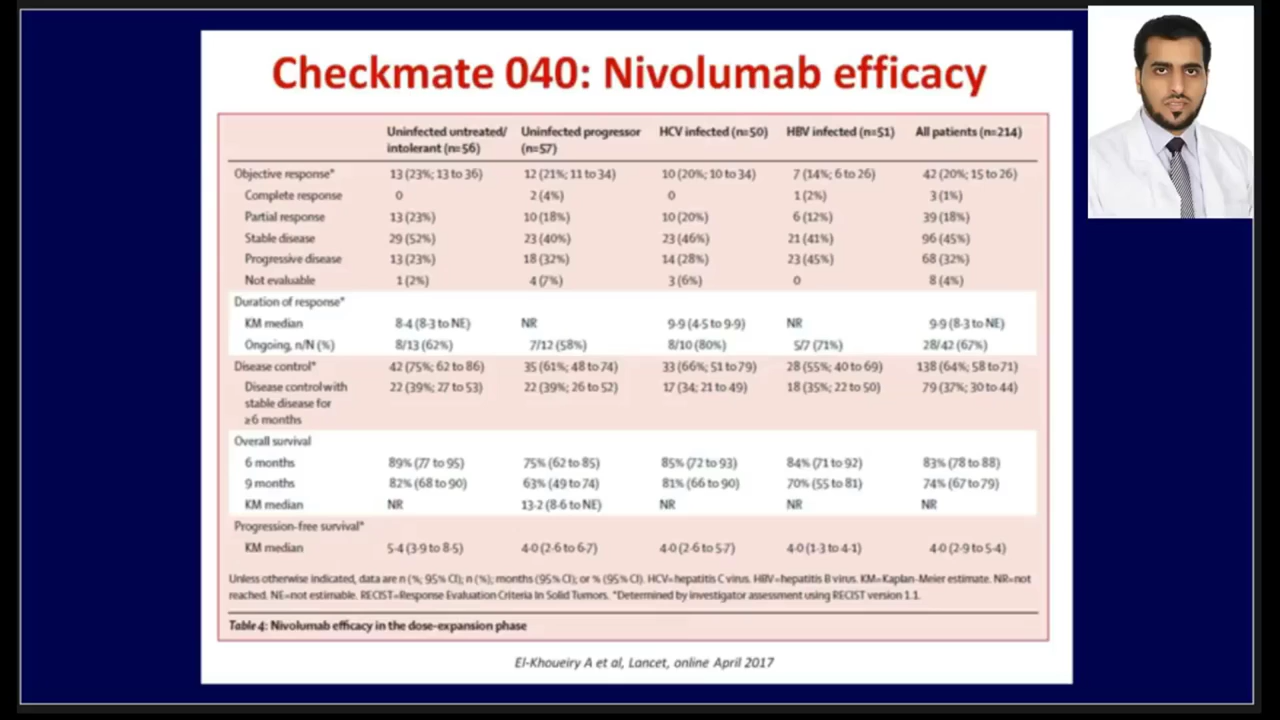 Checkmate 040: Nivolumab efficacy
Uninfected untreated/ Uninfected progressor HCV infected (n=50) HBV infected (n=51) All patients (n=214)
intolerant (n=56) (n=57)
Objective response* 13 (23%; 13 to 36) 12 (21%; 11 to 34) 10 (20%; 10 to 34) 7 (14%; 6 to 26) 42 (20%; 15 to 26)
Complete response 0 2 (4%) 0 1 (2%) 3 (1%)
Partial response 13 (23%) 10 (18%) 10 (20%) 6 (12%) 39 (18%)
Stable disease 29 (52%) 23 (40%) 23 (46%) 21 (41%) 96 (45%)
Progressive disease 13 (23%) 18 (32%) 14 (28%) 23 (45%) 68 (32%)
Not evaluable 1 (2%) 4 (7%) 3 (6%) 0 8 (4%)
Duration of response*
KM median 8·4 (8·3 to NE) NR 9·9 (4·5 to 9·9) NR 9·9 (8·3 to NE)
Ongoing, n/N (%) 8/13 (62%) 7/12 (58%) 8/10 (80%) 5/7 (71%) 28/42 (67%)
Disease control* 42 (75%; 62 to 86) 35 (61%; 48 to 74) 33 (66%; 51 to 79) 28 (55%; 40 to 69) 138 (64%; 58 to 71)
Disease control with 22 (39%; 27 to 53) 22 (39%; 26 to 52) 17 (34; 21 to 49) 18 (35%; 22 to 50) 79 (37%; 30 to 44)
stable disease for
≥6 months
Overall survival
6 months 89% (77 to 95) 75% (62 to 85) 85% (72 to 93) 84% (71 to 92) 83% (78 to 88)
9 months 82% (68 to 90) 63% (49 to 74) 81% (66 to 90) 70% (55 to 81) 74% (67 to 79)
KM median NR 13·2 (8·6 to NE) NR NR NR
Progression-free survival*
KM median 5·4 (3·9 to 8·5) 4·0 (2·6 to 6·7) 4·0 (2·6 to 5·7) 4·0 (1·3 to 4·1) 4·0 (2·9 to 5·4)
Unless otherwise indicated, data are n (%; 95% CI); n (%); months (95% CI); or % (95% CI). HCV=hepatitis C virus. HBV=hepatitis B virus. KM=Kaplan-Meier estimate. NR=not
reached. NE=not estimable. RECIST=Response Evaluation Criteria In Solid Tumors. *Determined by investigator assessment using RECIST version 1.1.
Table 4: Nivolumab efficacy in the dose-expansion phase
El-Khoueiry A et al, Lancet, online April 2017